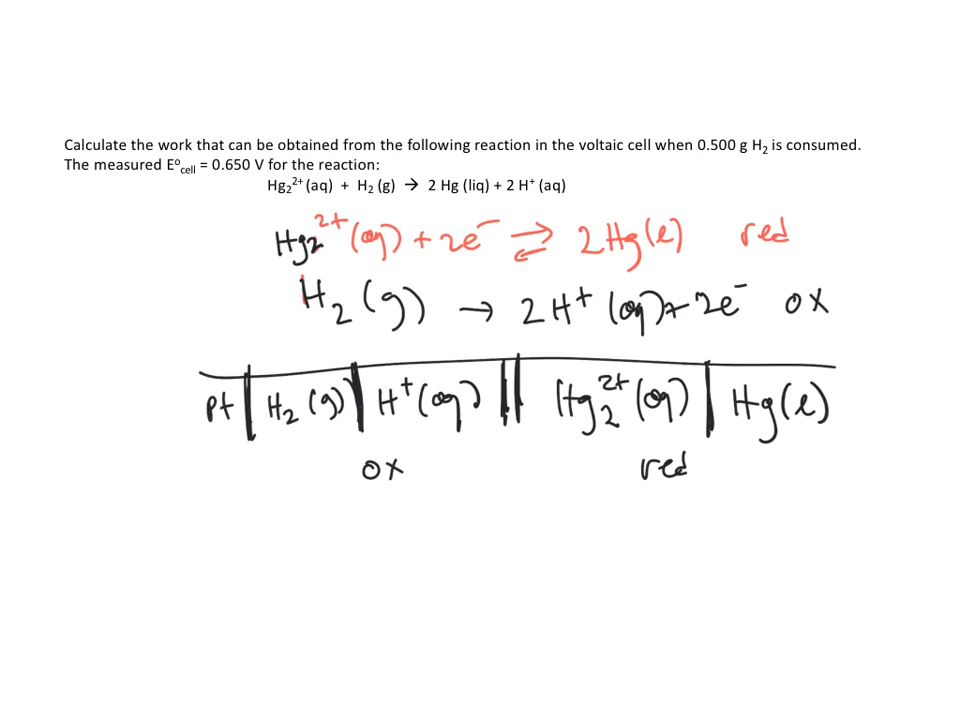 Calculate the work that can be obtained from the following reaction in the voltaic cell when 0.500 g H₂ is consumed.
The measured E°cell = 0.650 V for the reaction:
Hg₂²⁺ (aq) + H₂ (g) → 2 Hg (liq) + 2 H⁺ (aq)
Hg₂²⁺ (aq) + 2e⁻ ⇌ 2Hg(l) red
H₂(g) → 2H⁺(aq) + 2e⁻ ox
pt | H₂ (g) | H⁺(aq) || Hg₂²⁺(aq) | Hg(l)
ox red